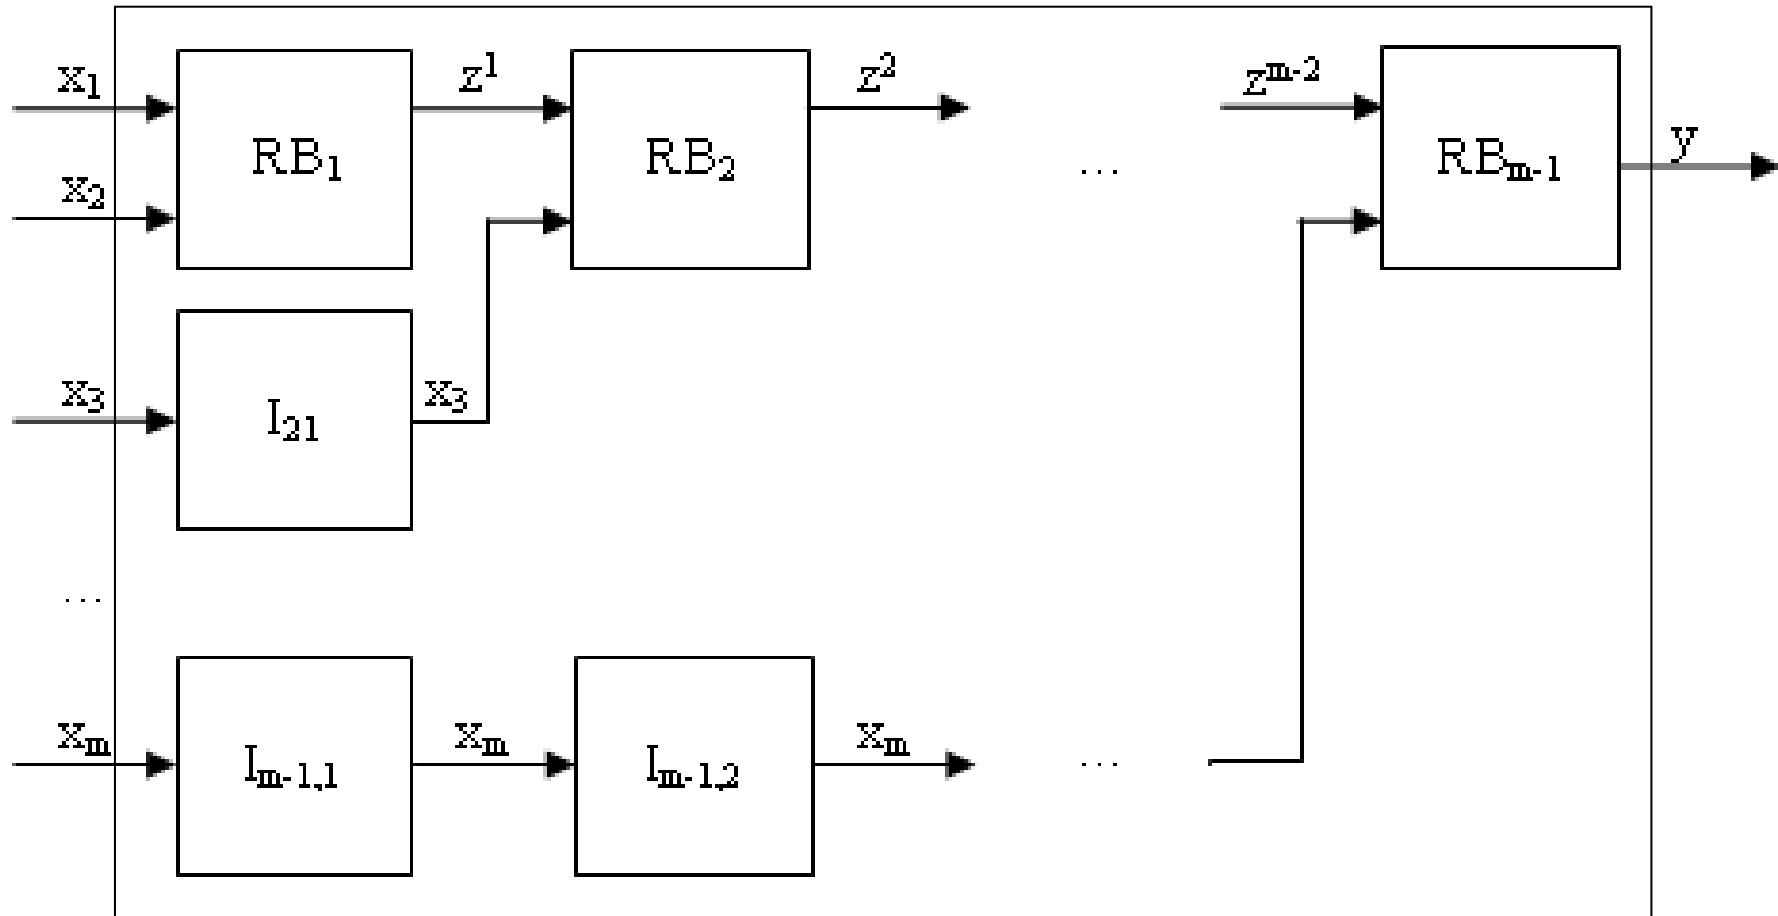 x₁ z¹ z² zᵐ⁻²
RB₁ RB₂ ... RBₘ₋₁ y
x₂
x₃ I₂₁ x₃
...
xₘ Iₘ₋₁,₁ xₘ Iₘ₋₁,₂ xₘ ...